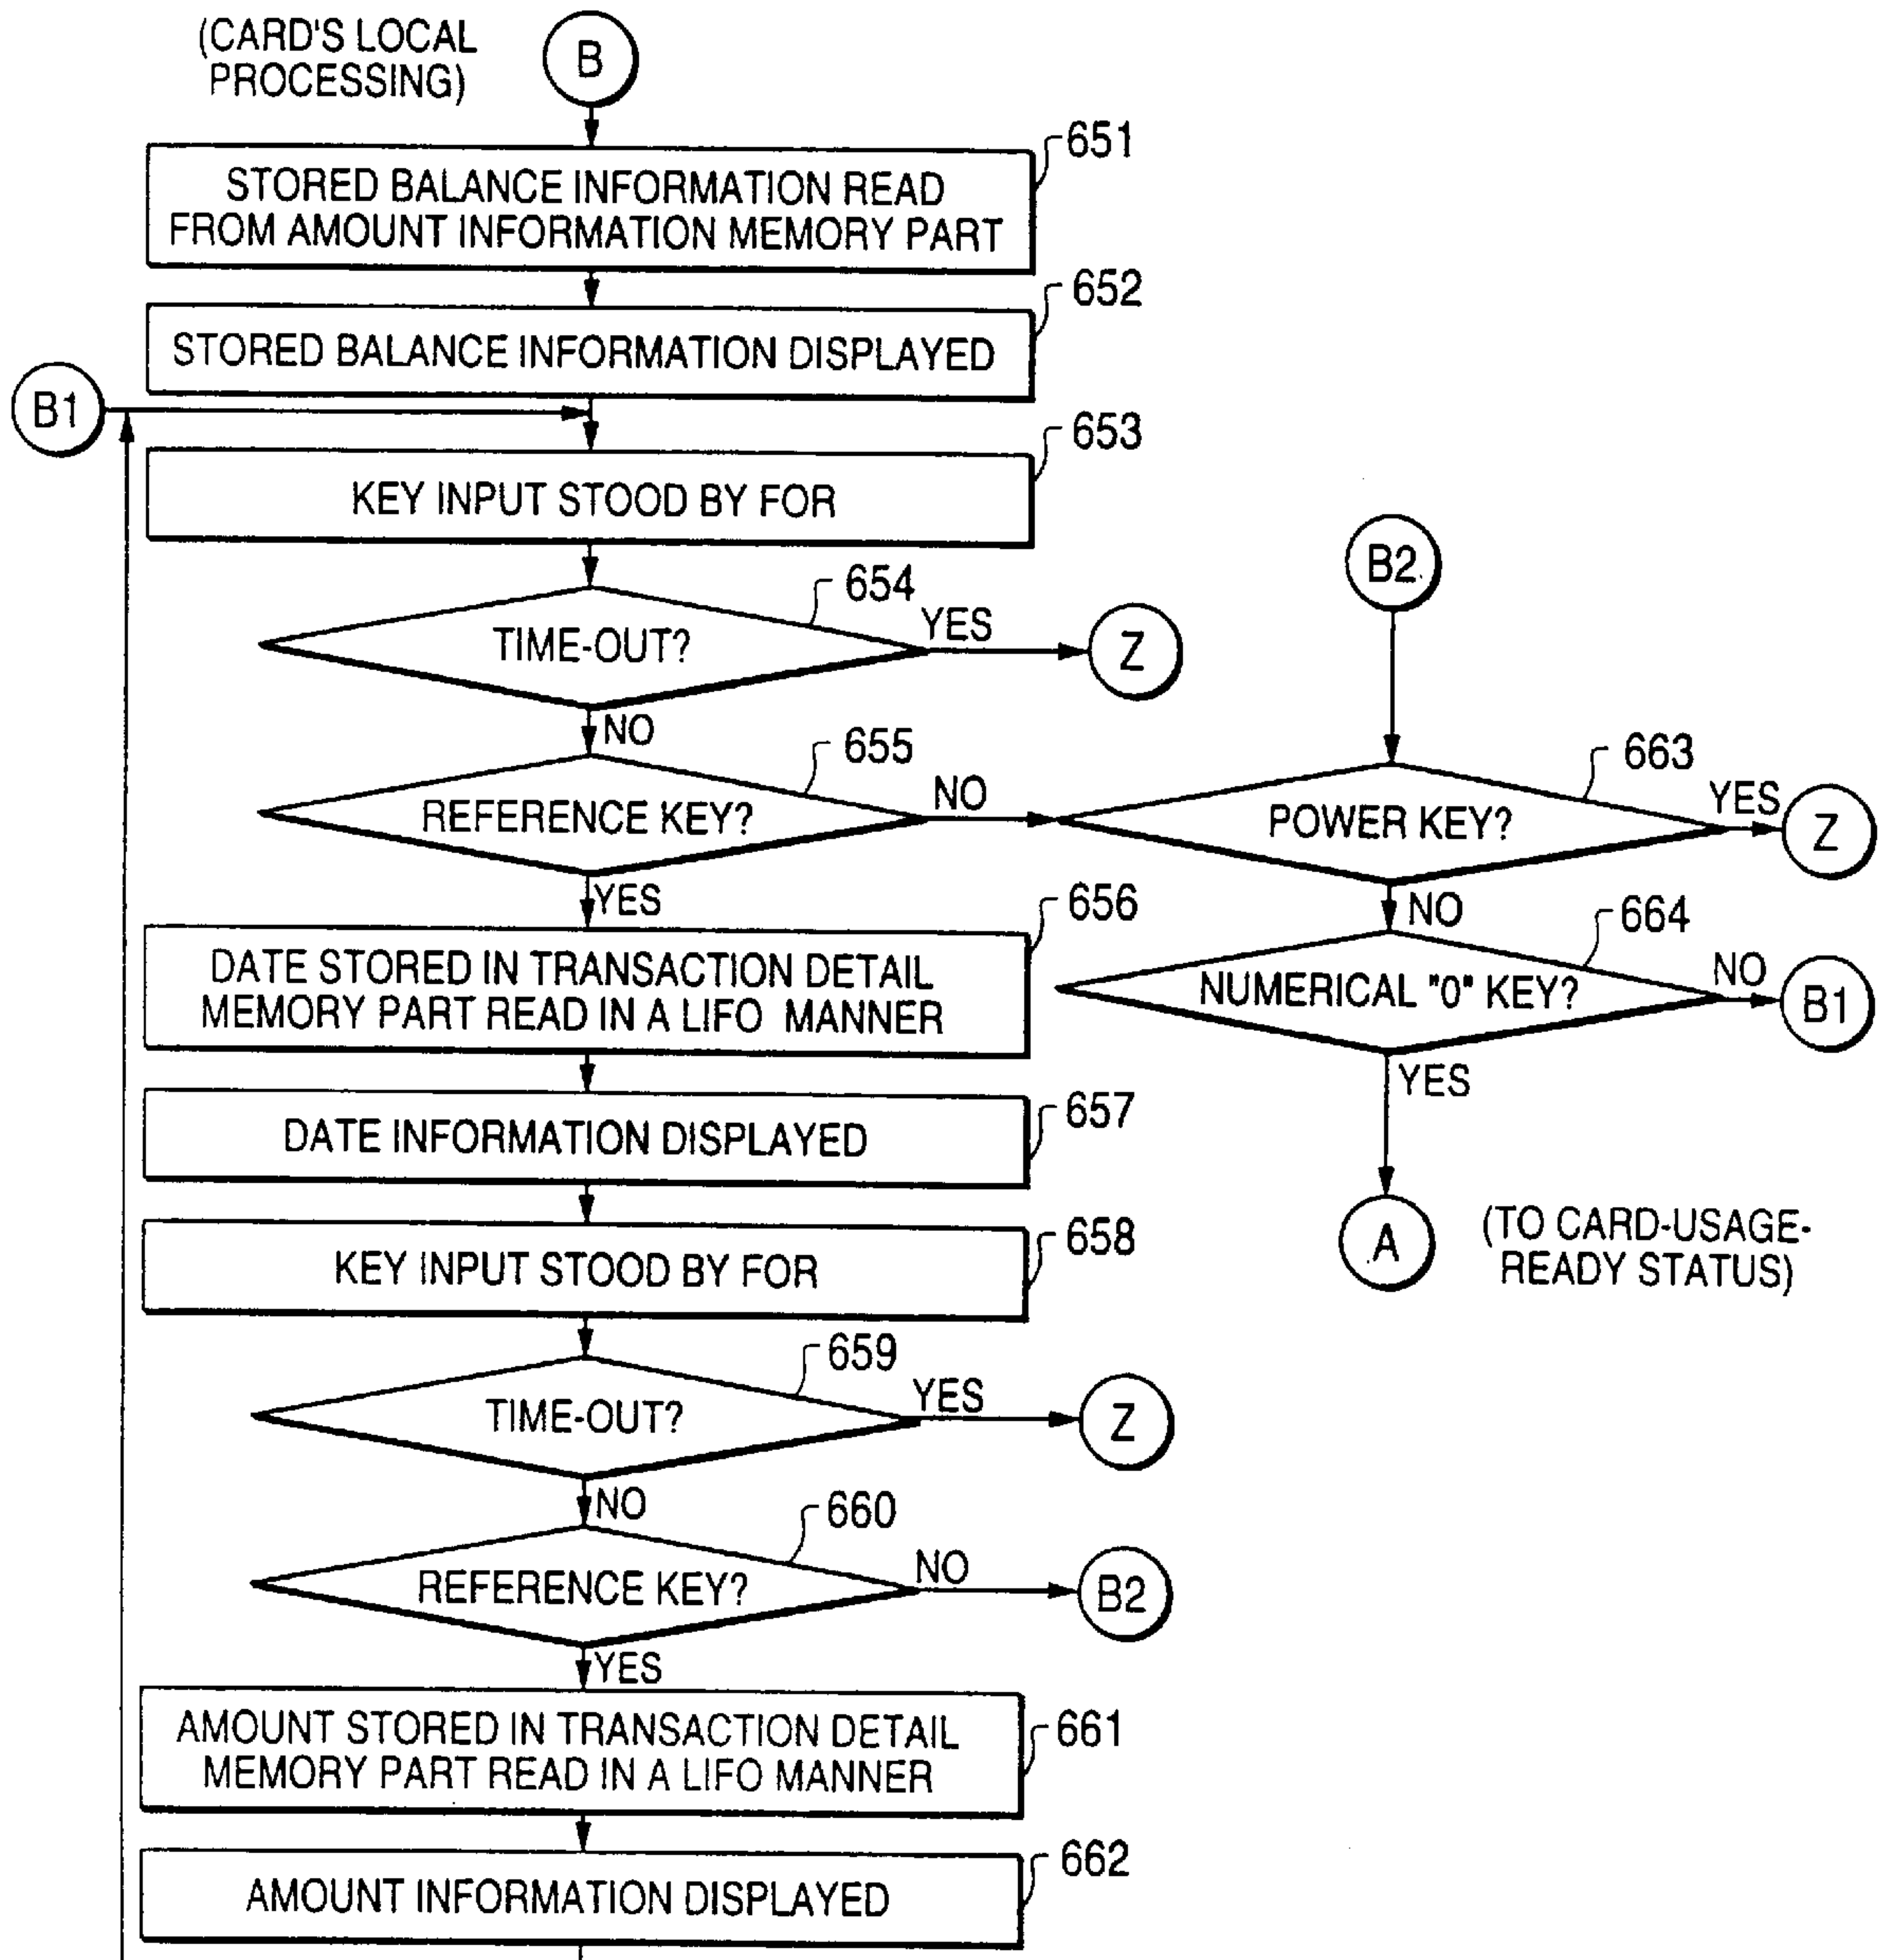 (CARD'S LOCAL
PROCESSING)
B
651
STORED BALANCE INFORMATION READ
FROM AMOUNT INFORMATION MEMORY PART
652
STORED BALANCE INFORMATION DISPLAYED
B1
653
KEY INPUT STOOD BY FOR
654
TIME-OUT?
YES
Z
NO
655
REFERENCE KEY?
NO
B2
663
POWER KEY?
YES
Z
NO
664
NUMERICAL "0" KEY?
NO
B1
YES
A
(TO CARD-USAGE-
READY STATUS)
YES
656
DATE STORED IN TRANSACTION DETAIL
MEMORY PART READ IN A LIFO MANNER
657
DATE INFORMATION DISPLAYED
658
KEY INPUT STOOD BY FOR
659
TIME-OUT?
YES
Z
NO
660
REFERENCE KEY?
NO
B2
YES
661
AMOUNT STORED IN TRANSACTION DETAIL
MEMORY PART READ IN A LIFO MANNER
662
AMOUNT INFORMATION DISPLAYED